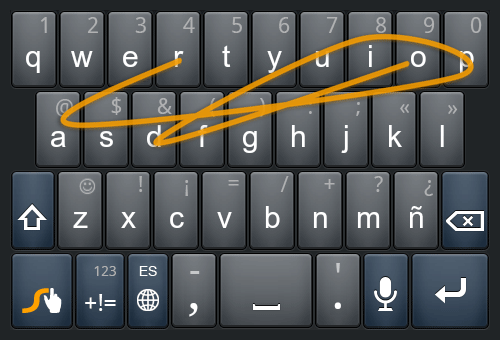 1 2 3 4 5 6 7 8 9 0
q w e r t y u i o p
@ $ & ( ) : ; « »
a s d f g h j k l
! ¡ = / + ? ¿
z x c v b n m ñ
123 ES - '
+!= , .